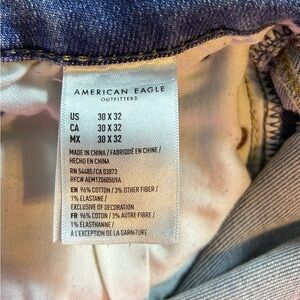 AMERICAN EAGLE
OUTFITTERS
US 30 X 32
CA 30 X 32
MX 30 X 32
MADE IN CHINA / FABRIQUÉ EN CHINE /
HECHO EN CHINA
RN 54485/CA 03873
RFC# AEM120605U9A
EN 96% COTTON / 3% OTHER FIBER /
1% ELASTANE /
EXCLUSIVE OF DECORATION
FR 96% COTON / 3% AUTRE FIBRE /
1% ÉLASTHANNE /
À L'EXCEPTION DE LA GARNITURE